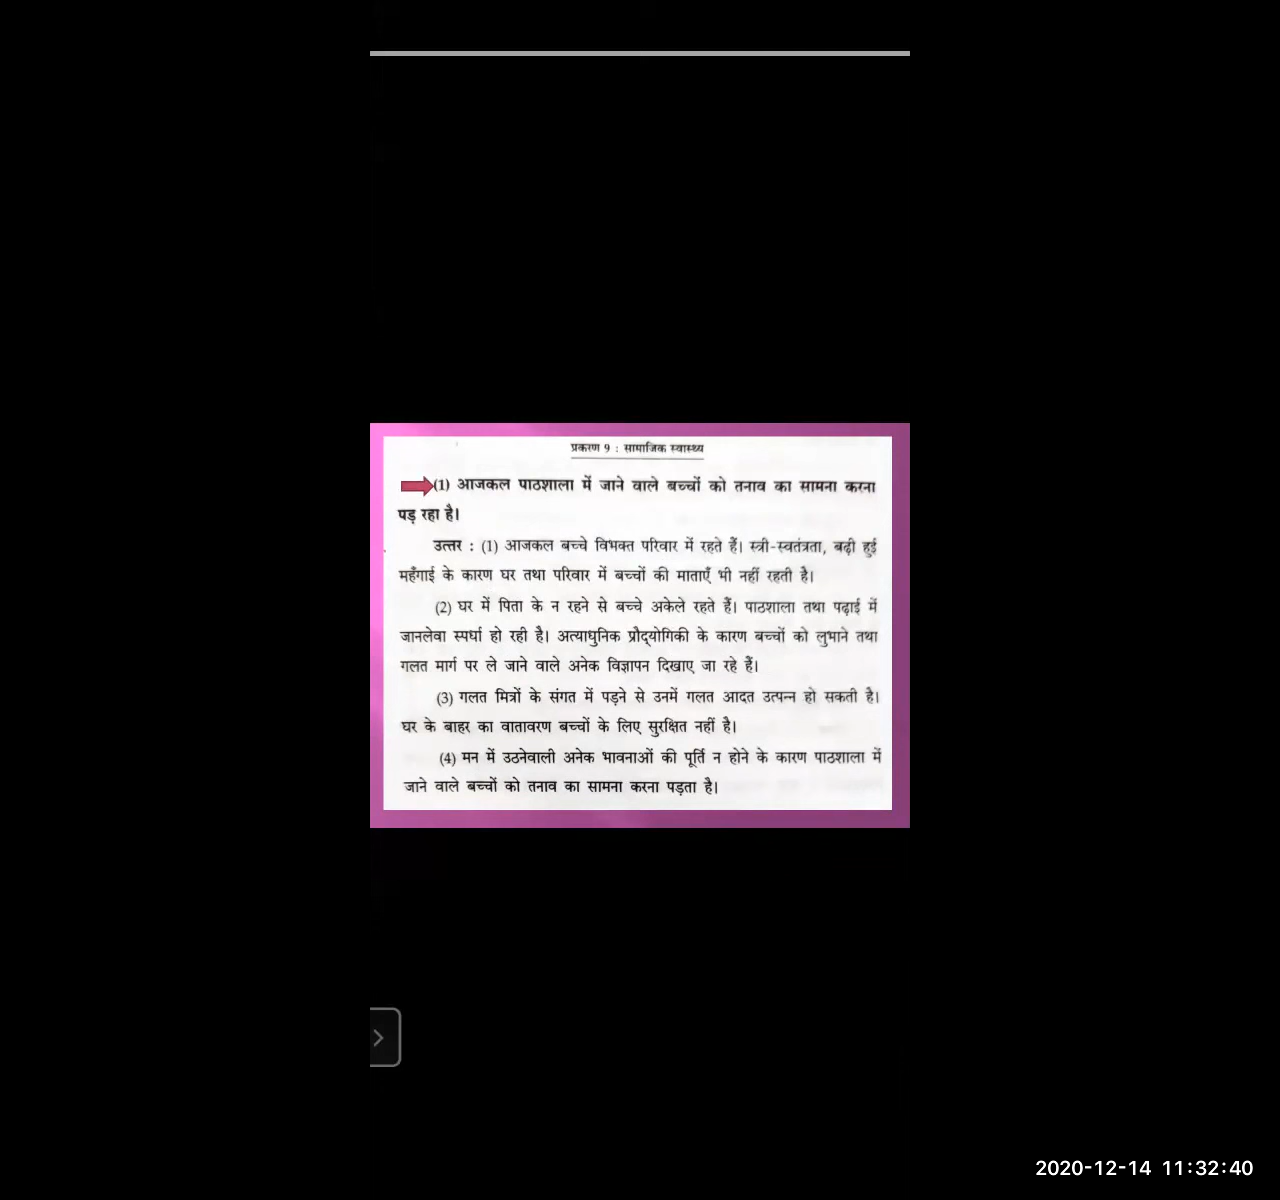 प्रकरण 9 : सामाजिक स्वास्थ्य
(1) आजकल पाठशाला में जाने वाले बच्चों को तनाव का सामना करना
पड़ रहा है।
उत्तर : (1) आजकल बच्चे विभक्त परिवार में रहते हैं। स्त्री-स्वतंत्रता, बढ़ी हुई
महँगाई के कारण घर तथा परिवार में बच्चों की माताएँ भी नहीं रहती है।
(2) घर में पिता के न रहने से बच्चे अकेले रहते हैं। पाठशाला तथा पढ़ाई में
जानलेवा स्पर्धा हो रही है। अत्याधुनिक प्रौद्‌योगिकी के कारण बच्चों को लुभाने तथा
गलत मार्ग पर ले जाने वाले अनेक विज्ञापन दिखाए जा रहे हैं।
(3) गलत मित्रों के संगत में पड़ने से उनमें गलत आदत उत्पन्न हो सकती है।
घर के बाहर का वातावरण बच्चों के लिए सुरक्षित नहीं है।
(4) मन में उठनेवाली अनेक भावनाओं की पूर्ति न होने के कारण पाठशाला में
जाने वाले बच्चों को तनाव का सामना करना पड़ता है।
2020-12-14 11:32:40